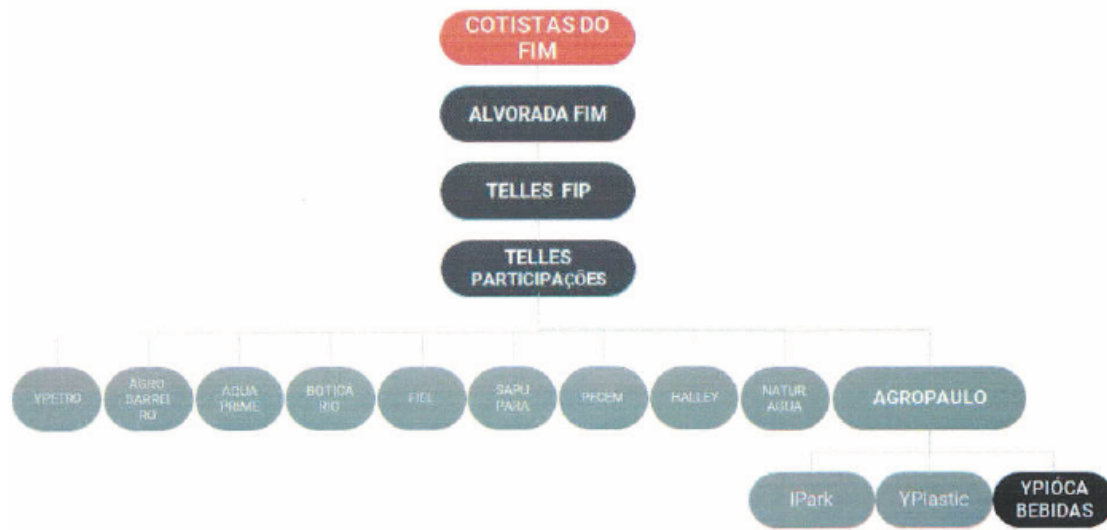 COTISTAS DO
FIM
ALVORADA FIM
TELLES FIP
TELLES
PARTICIPAÇÕES
YPETRO
AGRO
BARREI
RO
AQUA
PRIME
BOTICA
RIO
FIEL
SAPU
PARA
PECEM
HALLEY
NATUR
AGUA
AGROPAULO
IPark
YPlastic
YPIÓCA
BEBIDAS